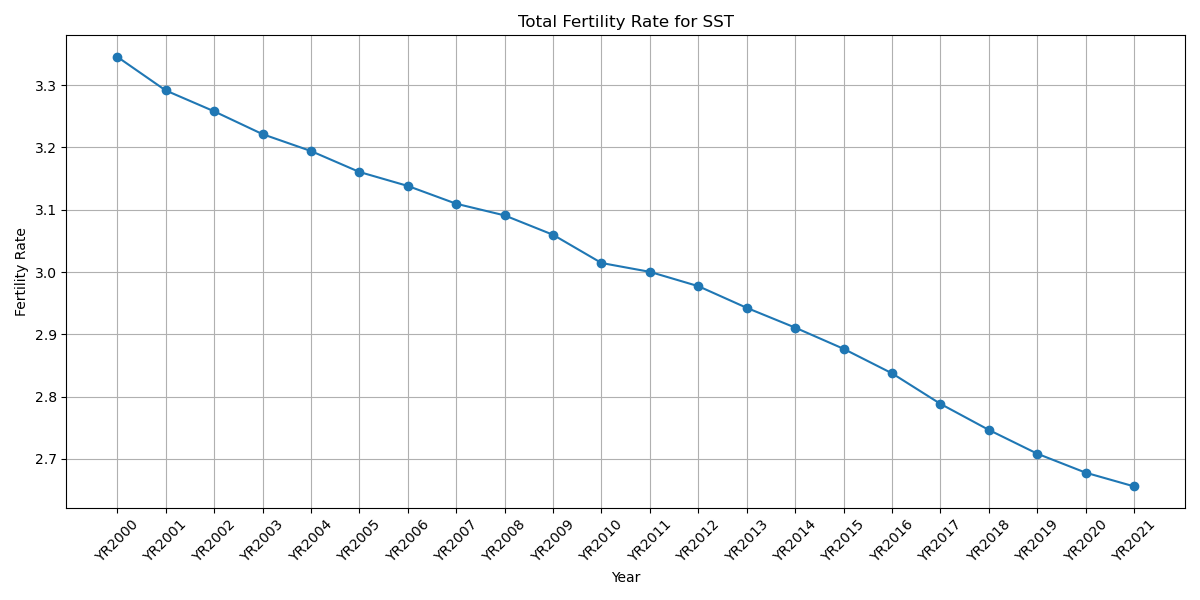 Total Fertility Rate for SST
Fertility Rate
3.3
3.2
3.1
3.0
2.9
2.8
2.7
YR2000
YR2001
YR2002
YR2003
YR2004
YR2005
YR2006
YR2007
YR2008
YR2009
YR2010
YR2011
YR2012
YR2013
YR2014
YR2015
YR2016
YR2017
YR2018
YR2019
YR2020
YR2021
Year